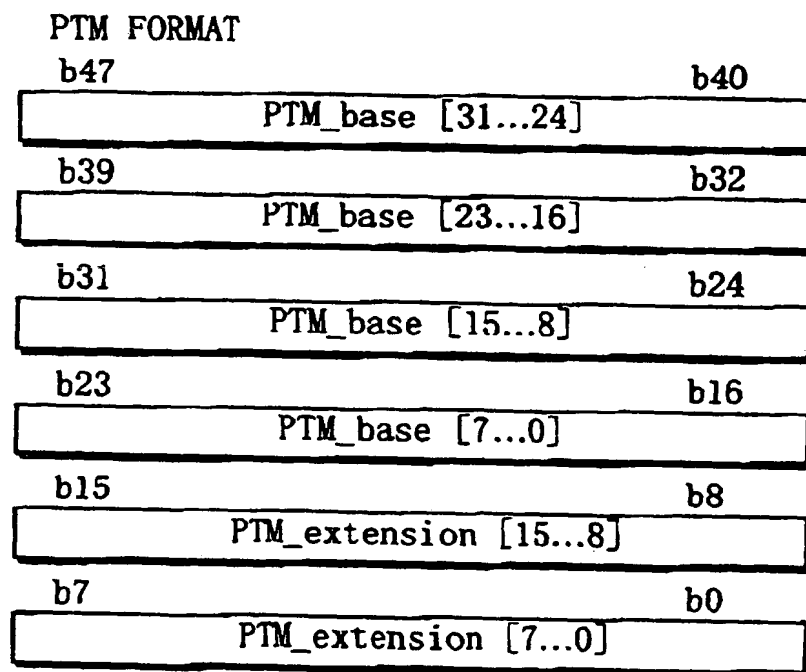 PTM FORMAT
b47 b40
PTM_base [31...24]
b39 b32
PTM_base [23...16]
b31 b24
PTM_base [15...8]
b23 b16
PTM_base [7...0]
b15 b8
PTM_extension [15...8]
b7 b0
PTM_extension [7...0]